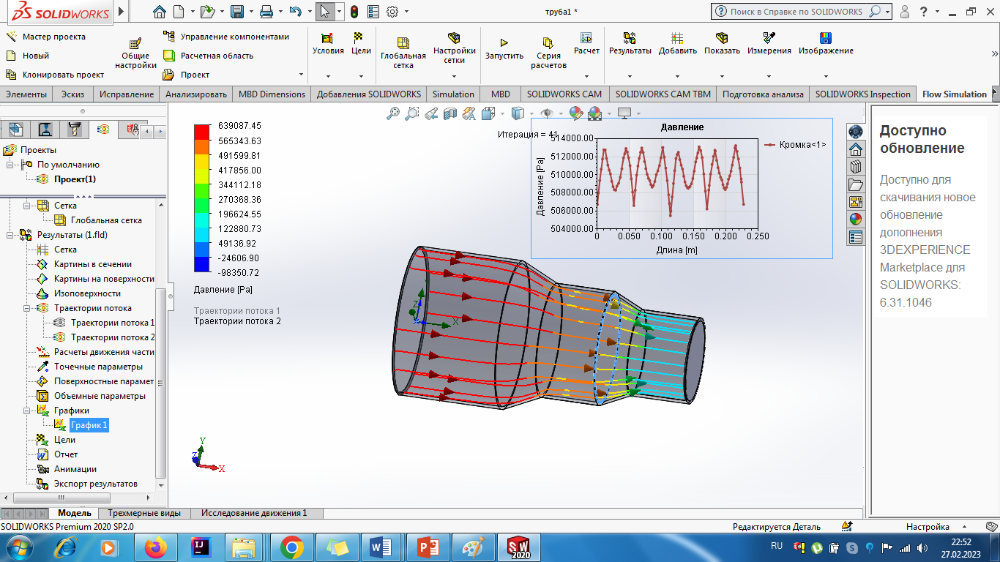 SOLIDWORKS
труба1 *
Поиск в Справке по SOLIDWORKS
Мастер проекта
Новый
Клонировать проект
Общие настройки
Управление компонентами
Расчетная область
Проект
Условия
Цели
Глобальная сетка
Настройки сетки
Запустить
Серия расчетов
Расчет
Результаты
Добавить
Показать
Измерения
Изображение
Элементы
Эскиз
Исправление
Анализировать
MBD Dimensions
Добавления SOLIDWORKS
Simulation
MBD
SOLIDWORKS CAM
SOLIDWORKS CAM TBM
Подготовка анализа
SOLIDWORKS Inspection
Flow Simulation
Проекты
По умолчанию
Проект(1)
Сетка
Глобальная сетка
Результаты (1.fld)
Сетка
Картины в сечении
Картины на поверхности
Изоповерхности
Траектории потока
Траектории потока 1
Траектории потока 2
Расчеты движения части
Точечные параметры
Поверхностные парамет
Объемные параметры
Графики
График 1
Цели
Отчет
Анимации
Экспорт результатов
639087.45
565343.63
491599.81
417856.00
344112.18
270368.36
196624.55
122880.73
49136.92
-24606.90
-98350.72
Давление [Pa]
Траектории потока 1
Траектории потока 2
Итерация = 41
Давление
Давление [Pa]
514000.00
512000.00
510000.00
508000.00
506000.00
504000.00
0 0.050 0.100 0.150 0.200 0.250
Длина [m]
Кромка<1>
Z
X
Y
Z
X
Доступно
обновление
Доступно для
скачивания новое
обновление
дополнения
3DEXPERIENCE
Marketplace для
SOLIDWORKS:
6.31.1046
Модель
Трехмерные виды
Исследование движения 1
SOLIDWORKS Premium 2020 SP2.0
Редактируется Деталь
Настройка
RU
22:52
27.02.2023
SW
2020